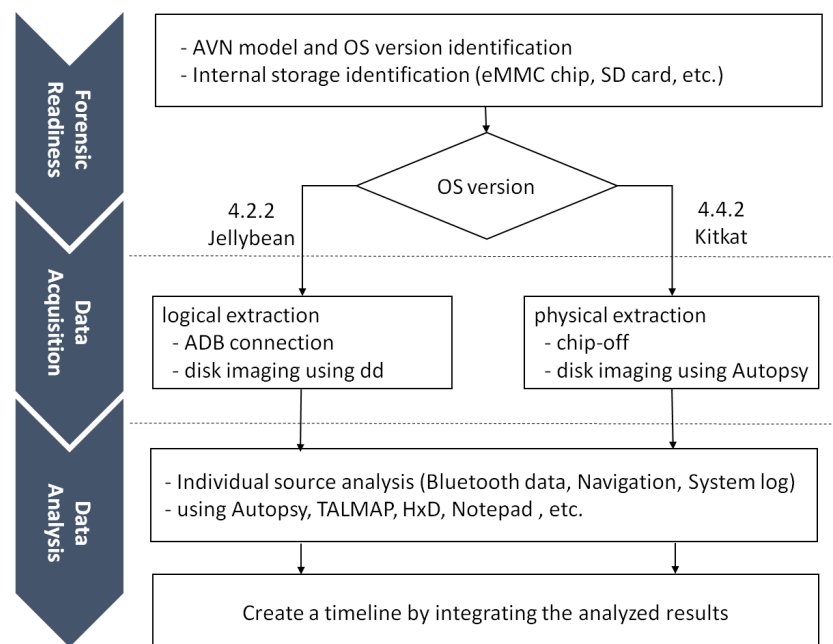 Forensic
Readiness
- AVN model and OS version identification
- Internal storage identification (eMMC chip, SD card, etc.)
OS version
4.2.2
Jellybean
4.4.2
Kitkat
Data
Acquisition
logical extraction
- ADB connection
- disk imaging using dd
physical extraction
- chip-off
- disk imaging using Autopsy
Data
Analysis
- Individual source analysis (Bluetooth data, Navigation, System log)
- using Autopsy, TALMAP, HxD, Notepad , etc.
Create a timeline by integrating the analyzed results